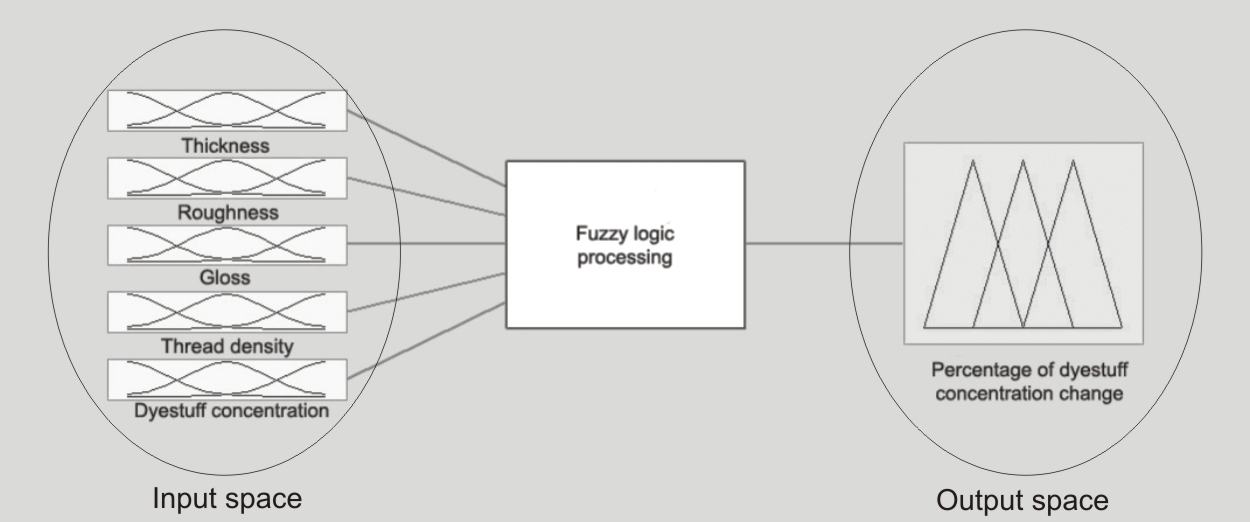 Thickness
Roughness
Gloss
Thread density
Dyestuff concentration
Input space
Fuzzy logic
processing
Percentage of dyestuff
concentration change
Output space